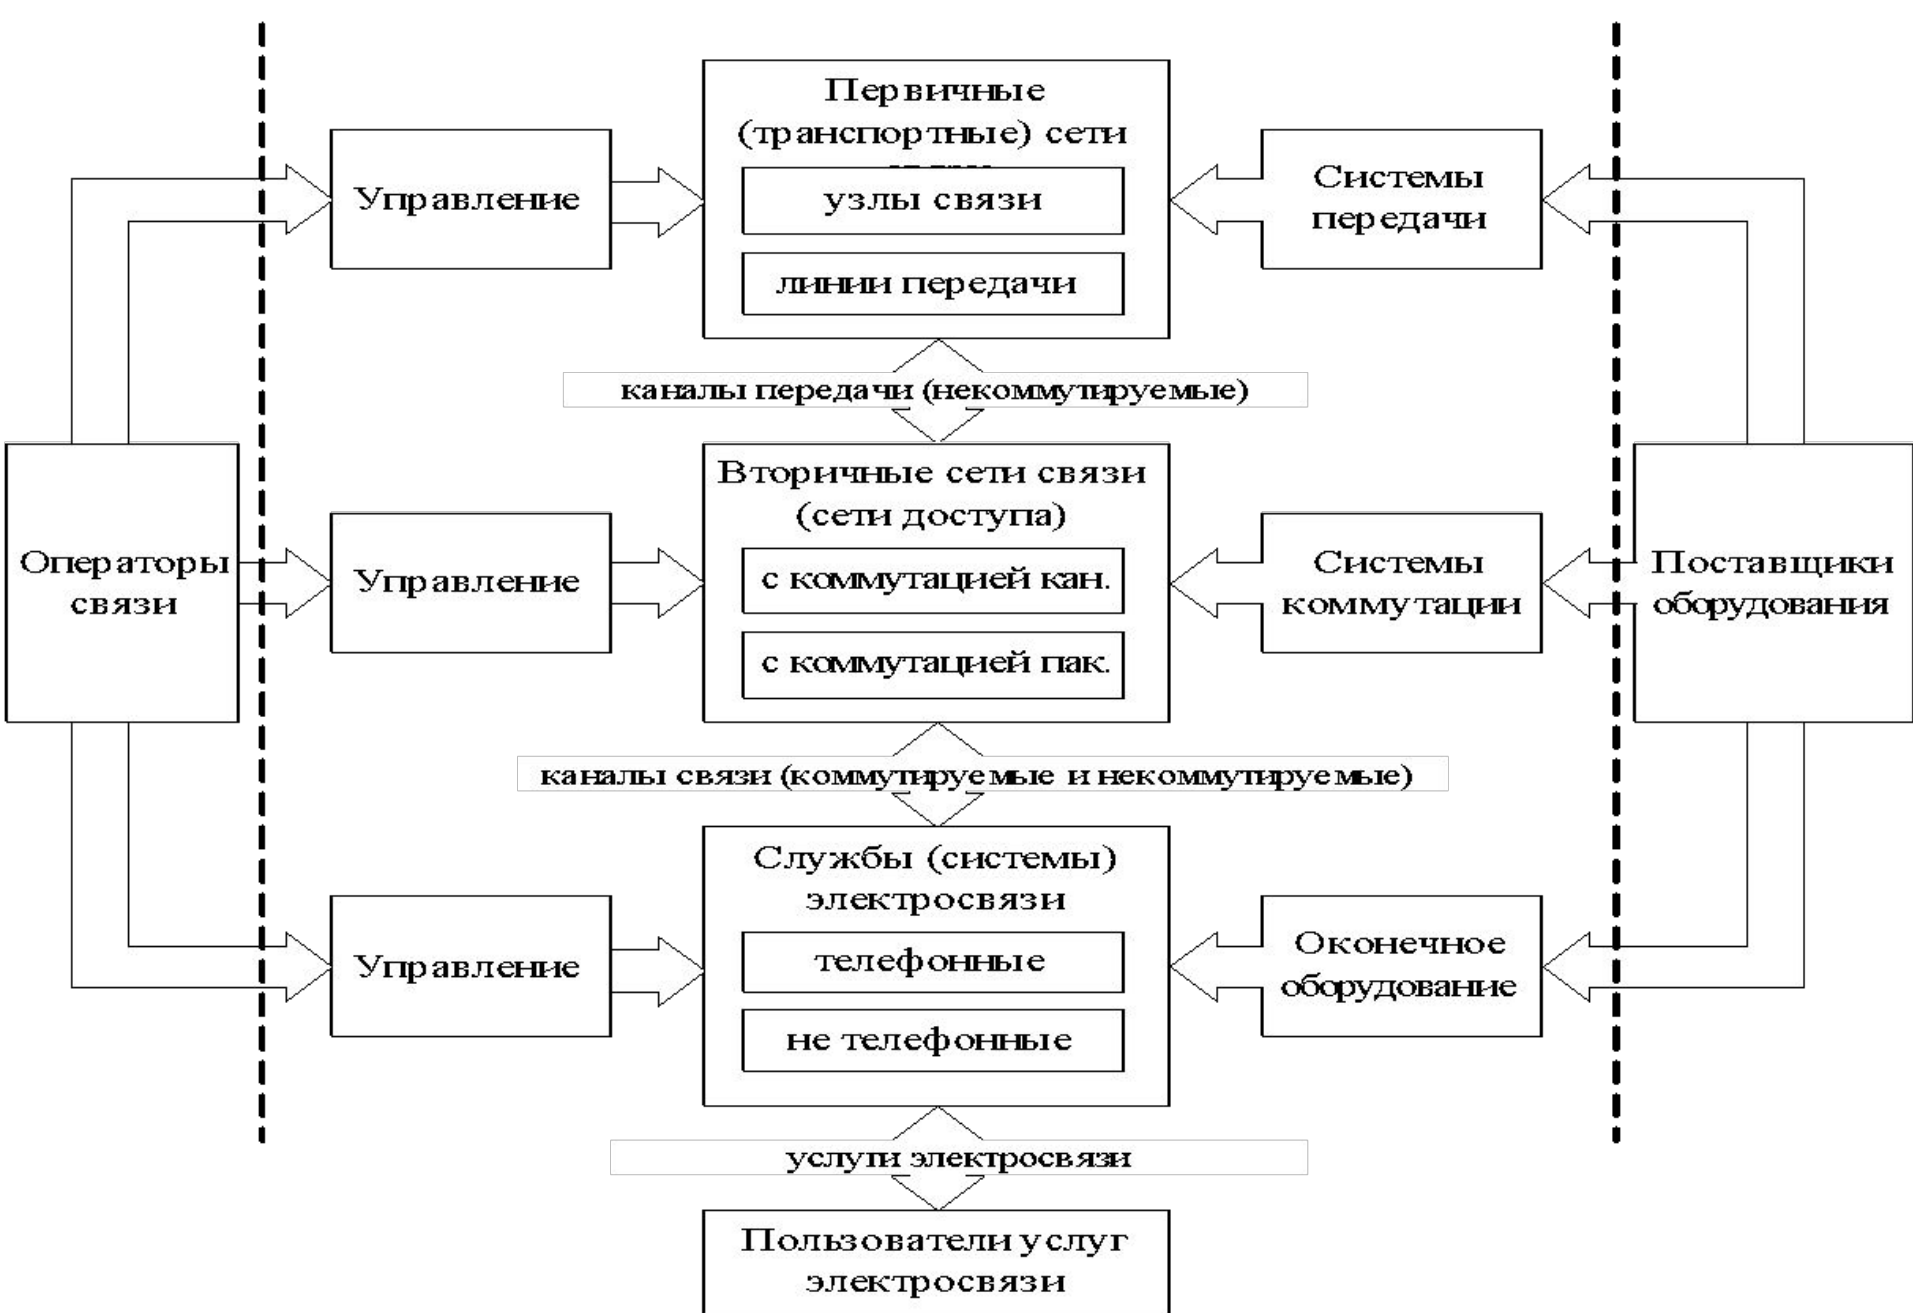 Первичные
(транспортные) сети
узлы связи
линии передачи
Управление
Системы
передачи
каналы передачи (некоммутируемые)
Операторы
связи
Управление
Вторичные сети связи
(сети доступа)
с коммутацией кан.
с коммутацией пак.
Системы
коммутации
Поставщики
оборудования
каналы связи (коммутируемые и некоммутируемые)
Управление
Службы (системы)
электросвязи
телефонные
не телефонные
Оконечное
оборудование
услуги электросвязи
Пользователи услуг
электросвязи